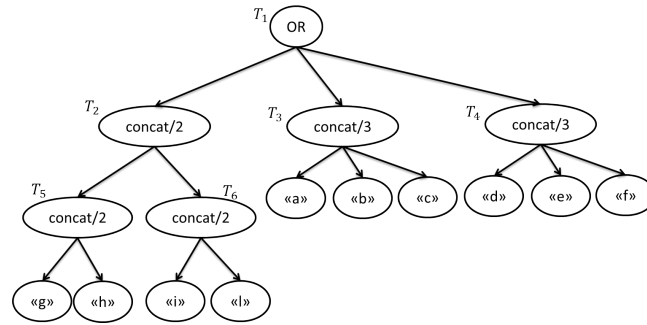 T₁ OR
T₂ concat/2 T₃ concat/3 T₄ concat/3
«a» «b» «c» «d» «e» «f»
T₅ concat/2 T₆ concat/2
«g» «h» «i» «l»